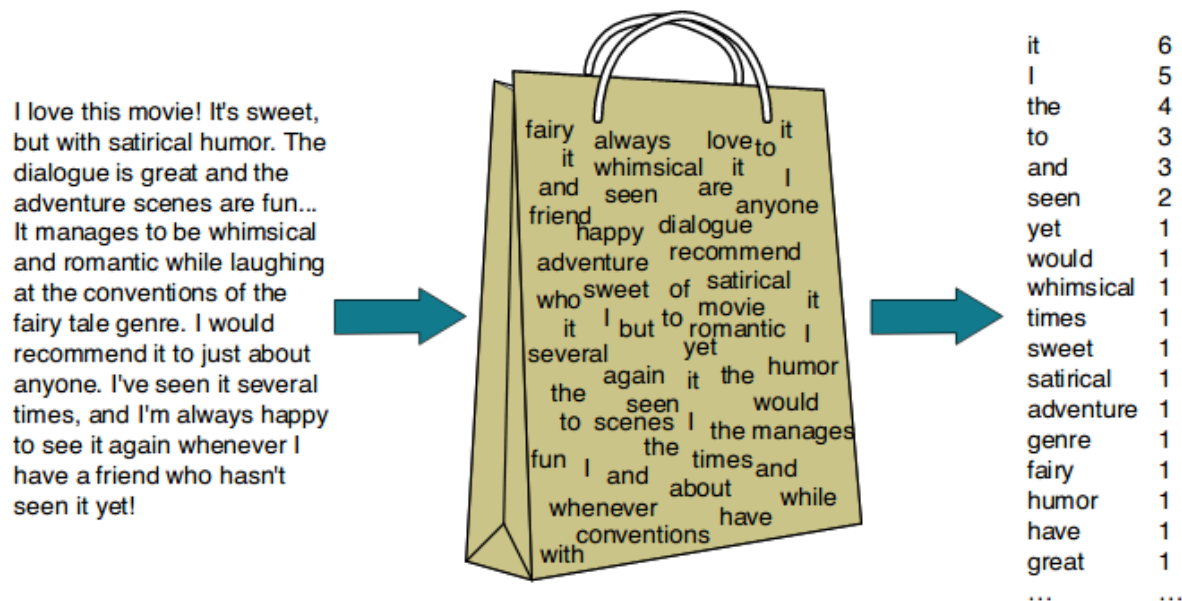 I love this movie! It's sweet,
but with satirical humor. The
dialogue is great and the
adventure scenes are fun...
It manages to be whimsical
and romantic while laughing
at the conventions of the
fairy tale genre. I would
recommend it to just about
anyone. I've seen it several
times, and I'm always happy
to see it again whenever I
have a friend who hasn't
seen it yet!
fairy always love to it
it whimsical it I
and seen are anyone
friend happy dialogue
adventure recommend
who sweet of satirical
it I but to movie it
romantic I
several yet
again it the humor
the seen would
to scenes I the manages
the
fun I and times and
about while
whenever have
conventions
with
it 6
I 5
the 4
to 3
and 3
seen 2
yet 1
would 1
whimsical 1
times 1
sweet 1
satirical 1
adventure 1
genre 1
fairy 1
humor 1
have 1
great 1
... ...